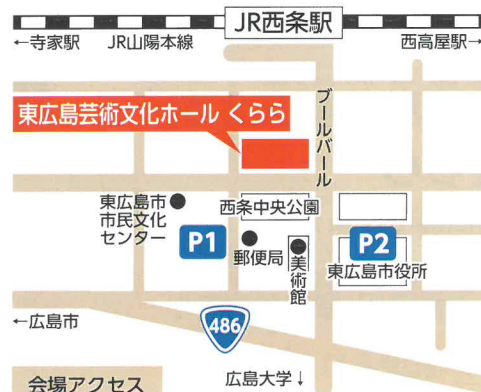 JR西条駅
←寺家駅
JR山陽本線
西高屋駅→
東広島芸術文化ホール くらら
ブールバール
東広島市
市民文化
センター
西条中央公園
P1
郵便局
美術館
P2
東広島市役所
←広島市
486
会場アクセス
広島大学↓